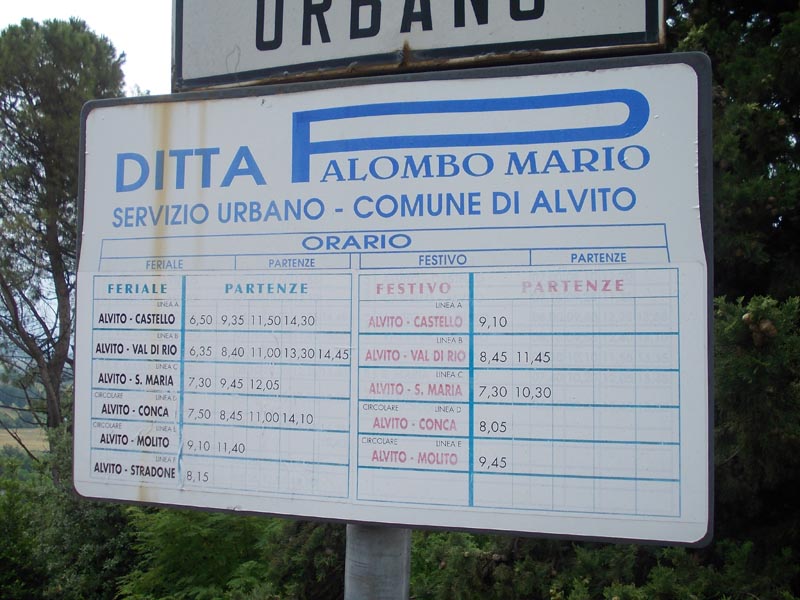 URBANO
DITTA PALOMBO MARIO
SERVIZIO URBANO - COMUNE DI ALVITO
ORARIO
FERIALE PARTENZE FESTIVO PARTENZE
FERIALE PARTENZE
LINEA A
ALVITO - CASTELLO 6,50 9,35 11,50 14,30
LINEA B
ALVITO - VAL DI RIO 6,35 8,40 11,00 13,30 14,45
LINEA C
ALVITO - S. MARIA 7,30 9,45 12,05
CIRCOLARE LINEA D
ALVITO - CONCA 7,50 8,45 11,00 14,10
CIRCOLARE LINEA E
ALVITO - MOLITO 9,10 11,40
LINEA F
ALVITO - STRADONE 8,15
FESTIVO PARTENZE
LINEA A
ALVITO - CASTELLO 9,10
LINEA B
ALVITO - VAL DI RIO 8,45 11,45
LINEA C
ALVITO - S. MARIA 7,30 10,30
CIRCOLARE LINEA D
ALVITO - CONCA 8,05
CIRCOLARE LINEA E
ALVITO - MOLITO 9,45